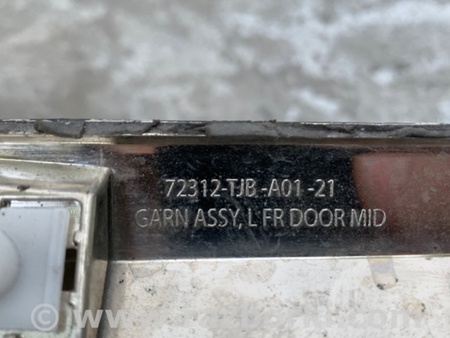 72312-TJB -A01 -21
GARN ASSY, L FR DOOR MID